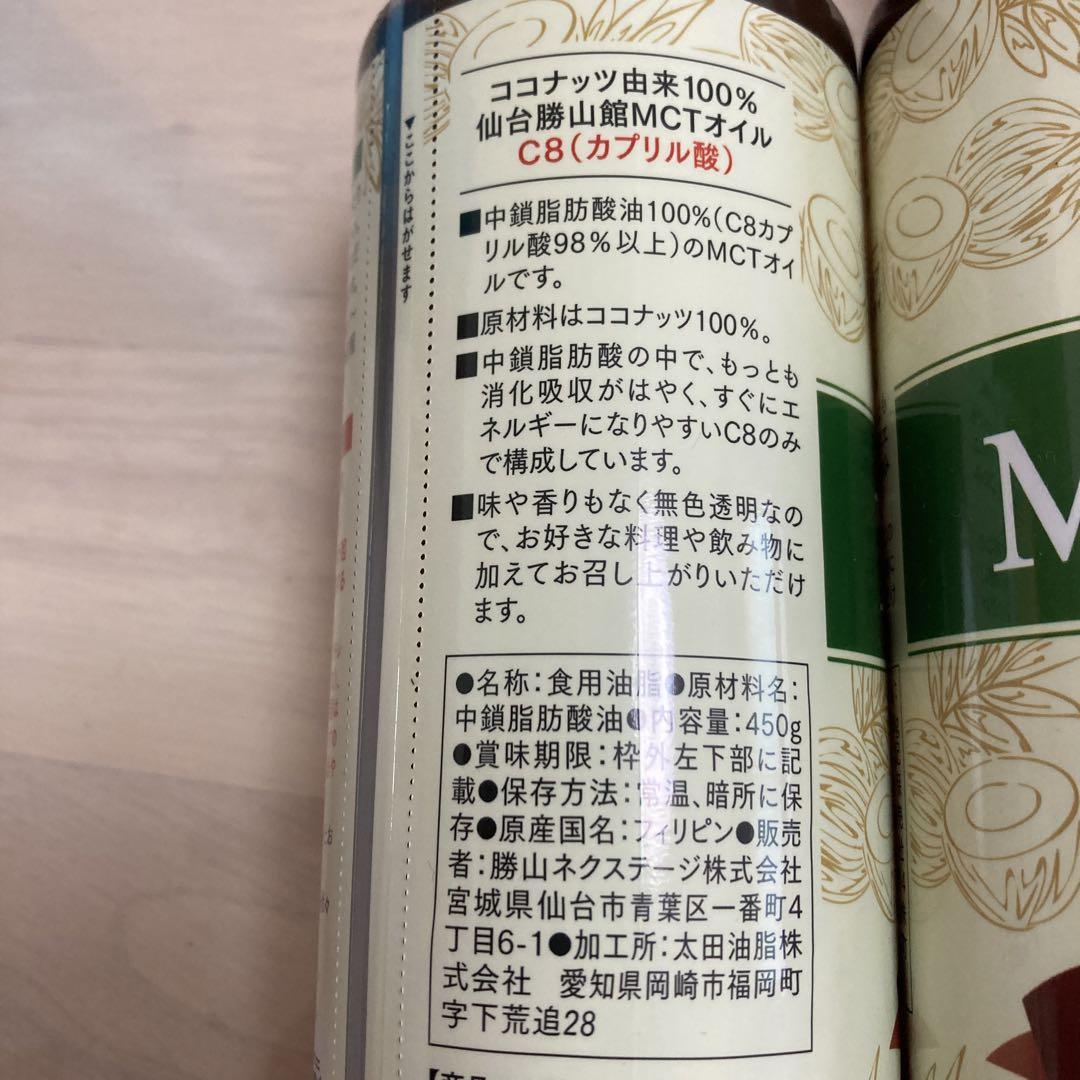 ココナッツ由来100%
仙台勝山館MCTオイル
C8(カプリル酸)
▼ここからはがせます
■中鎖脂肪酸油100%(C8カプ
リル酸98%以上)のMCTオイ
ルです。
■原材料はココナッツ100%。
■中鎖脂肪酸の中で、もっとも
消化吸収がはやく、すぐにエ
ネルギーになりやすいC8のみ
で構成しています。
■味や香りもなく無色透明なの
で、お好きな料理や飲み物に
加えてお召し上がりいただけ
ます。
●名称:食用油脂●原材料名:
中鎖脂肪酸油●内容量:450g
●賞味期限:枠外左下部に記
載●保存方法:常温、暗所に保
存●原産国名:フィリピン●販売
者:勝山ネクステージ株式会社
宮城県仙台市青葉区一番町4
丁目6-1●加工所:太田油脂株
式会社 愛知県岡崎市福岡町
字下荒追28
M